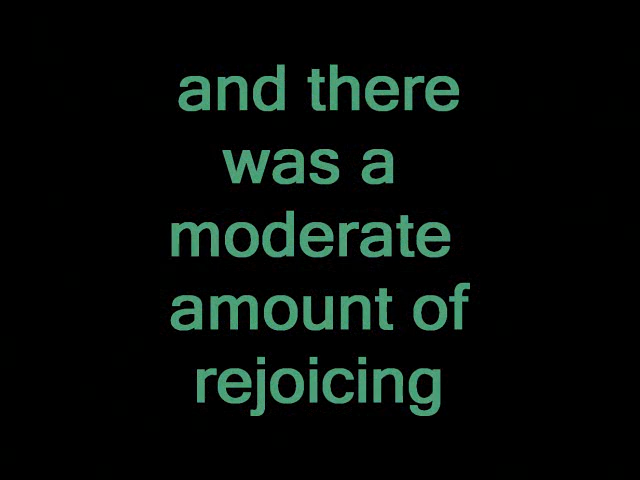 and there
was a
moderate
amount of
rejoicing